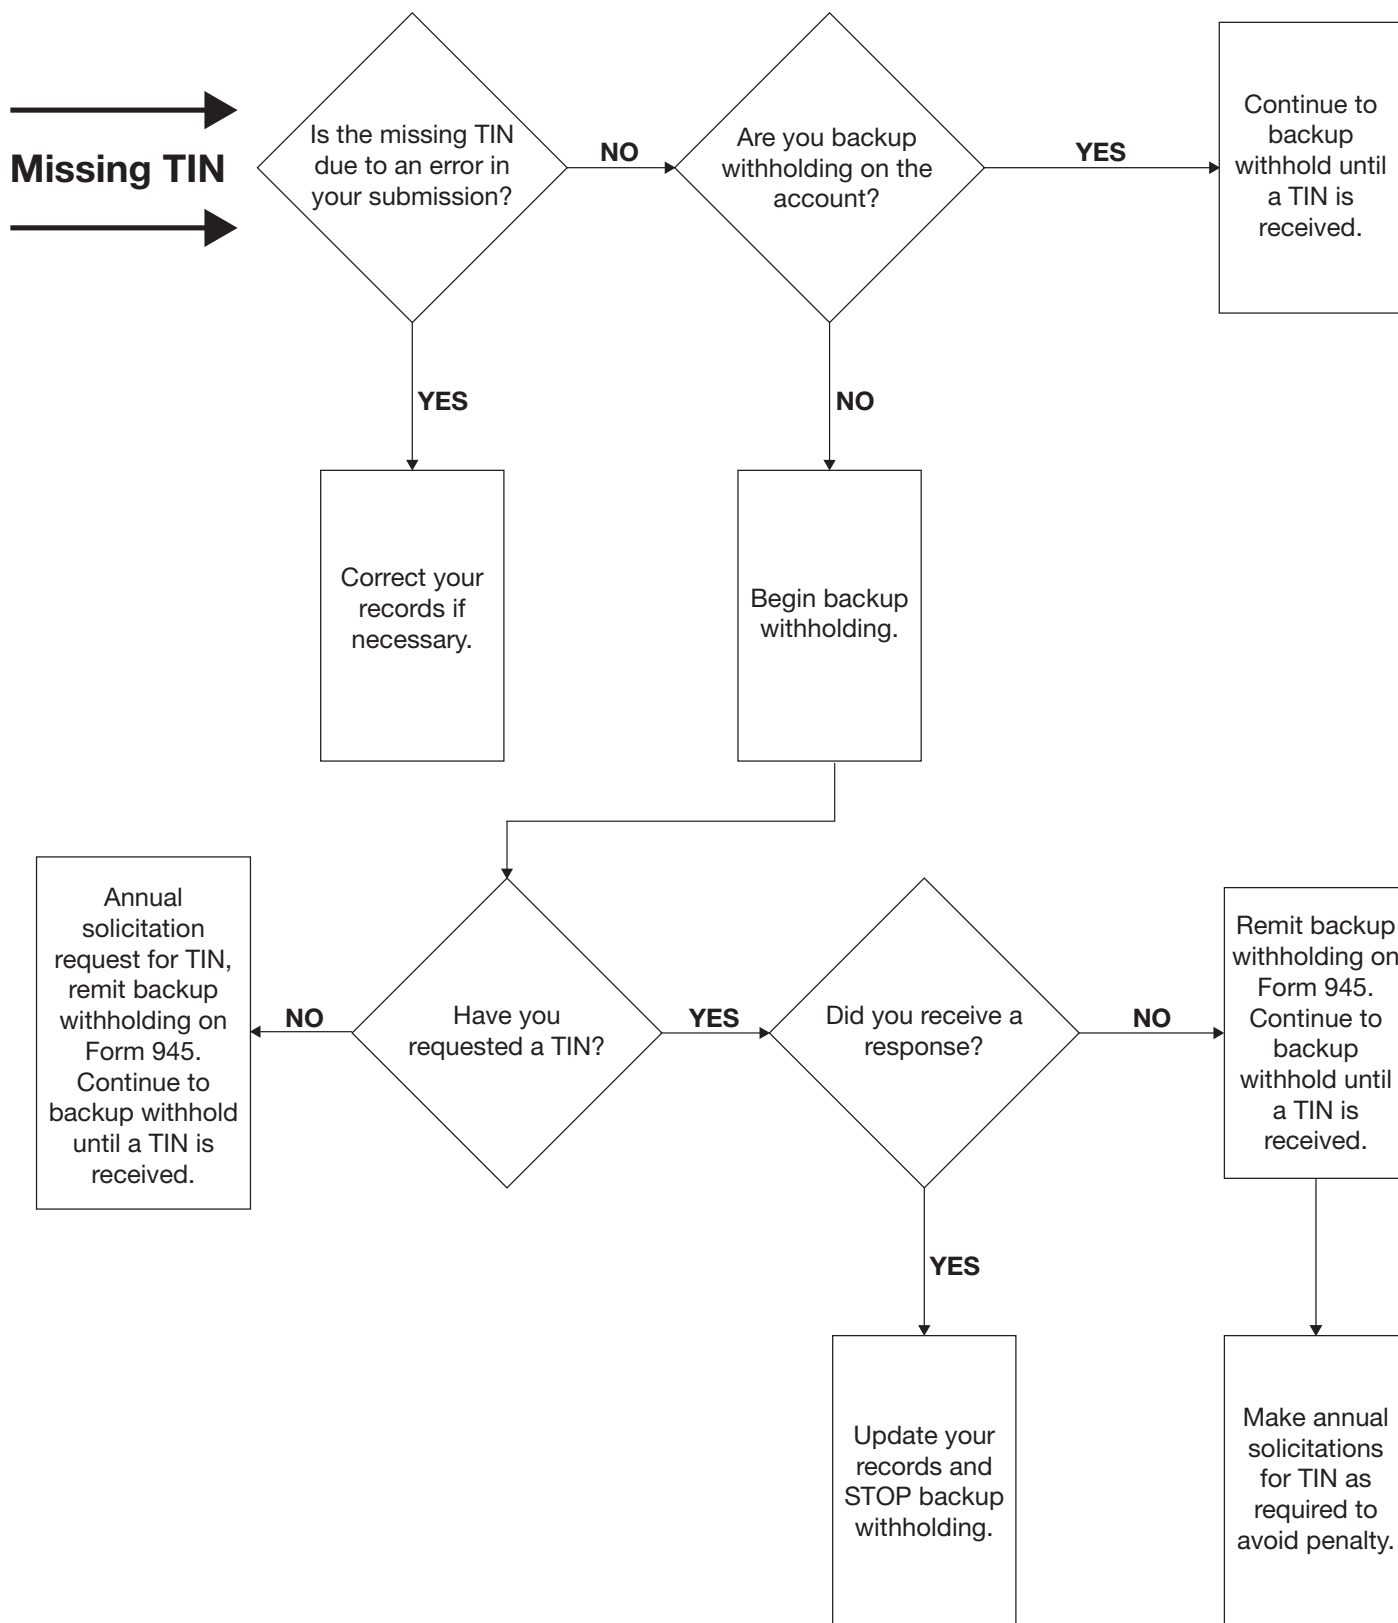 Missing TIN
Is the missing TIN
due to an error in
your submission?
NO
Are you backup
withholding on the
account?
YES
Continue to
backup
withhold until
a TIN is
received.
YES
NO
Correct your
records if
necessary.
Begin backup
withholding.
Annual
solicitation
request for TIN,
remit backup
withholding on
Form 945.
Continue to
backup withhold
until a TIN is
received.
NO
Have you
requested a TIN?
YES
Did you receive a
response?
NO
Remit backup
withholding on
Form 945.
Continue to
backup
withhold until
a TIN is
received.
YES
Update your
records and
STOP backup
withholding.
Make annual
solicitations
for TIN as
required to
avoid penalty.